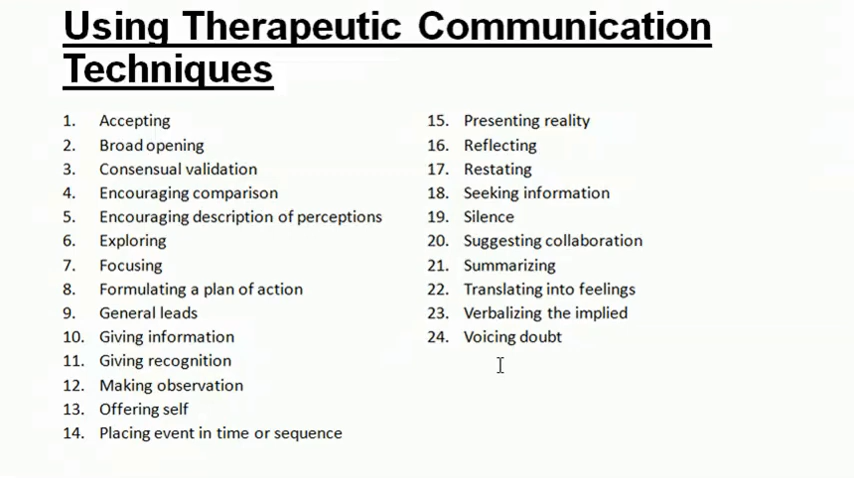 Using Therapeutic Communication
Techniques
1. Accepting
2. Broad opening
3. Consensual validation
4. Encouraging comparison
5. Encouraging description of perceptions
6. Exploring
7. Focusing
8. Formulating a plan of action
9. General leads
10. Giving information
11. Giving recognition
12. Making observation
13. Offering self
14. Placing event in time or sequence
15. Presenting reality
16. Reflecting
17. Restating
18. Seeking information
19. Silence
20. Suggesting collaboration
21. Summarizing
22. Translating into feelings
23. Verbalizing the implied
24. Voicing doubt